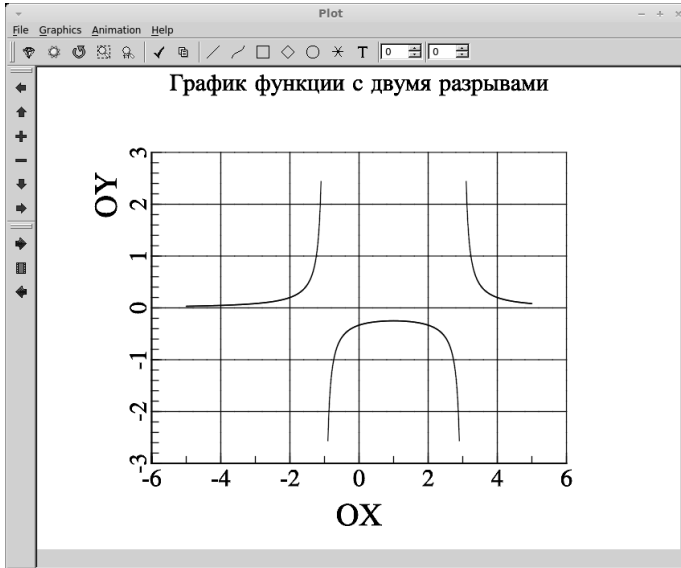 Plot
File Graphics Animation Help
T 0 0
График функции с двумя разрывами
OY
3
2
1
0
-1
-2
-3
-6 -4 -2 0 2 4 6
OX